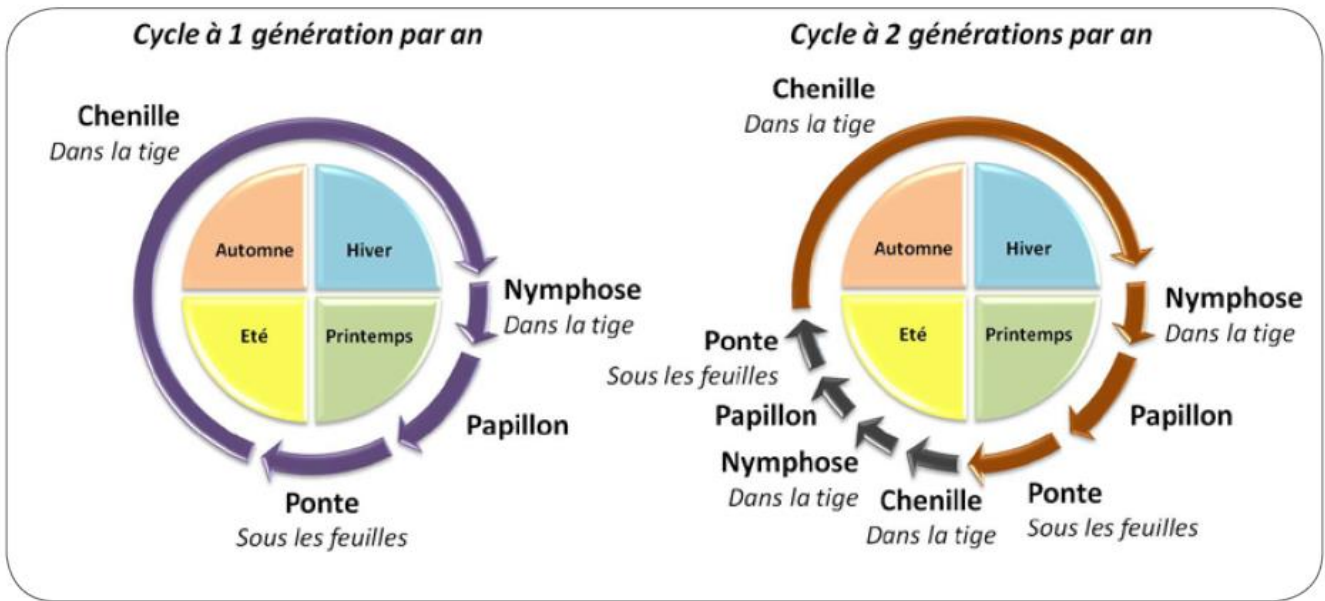 Cycle à 1 génération par an
Chenille
Dans la tige
Automne
Hiver
Eté
Printemps
Nymphose
Dans la tige
Papillon
Ponte
Sous les feuilles
Cycle à 2 générations par an
Chenille
Dans la tige
Automne
Hiver
Eté
Printemps
Nymphose
Dans la tige
Papillon
Ponte
Sous les feuilles
Chenille
Dans la tige
Nymphose
Dans la tige
Papillon
Ponte
Sous les feuilles